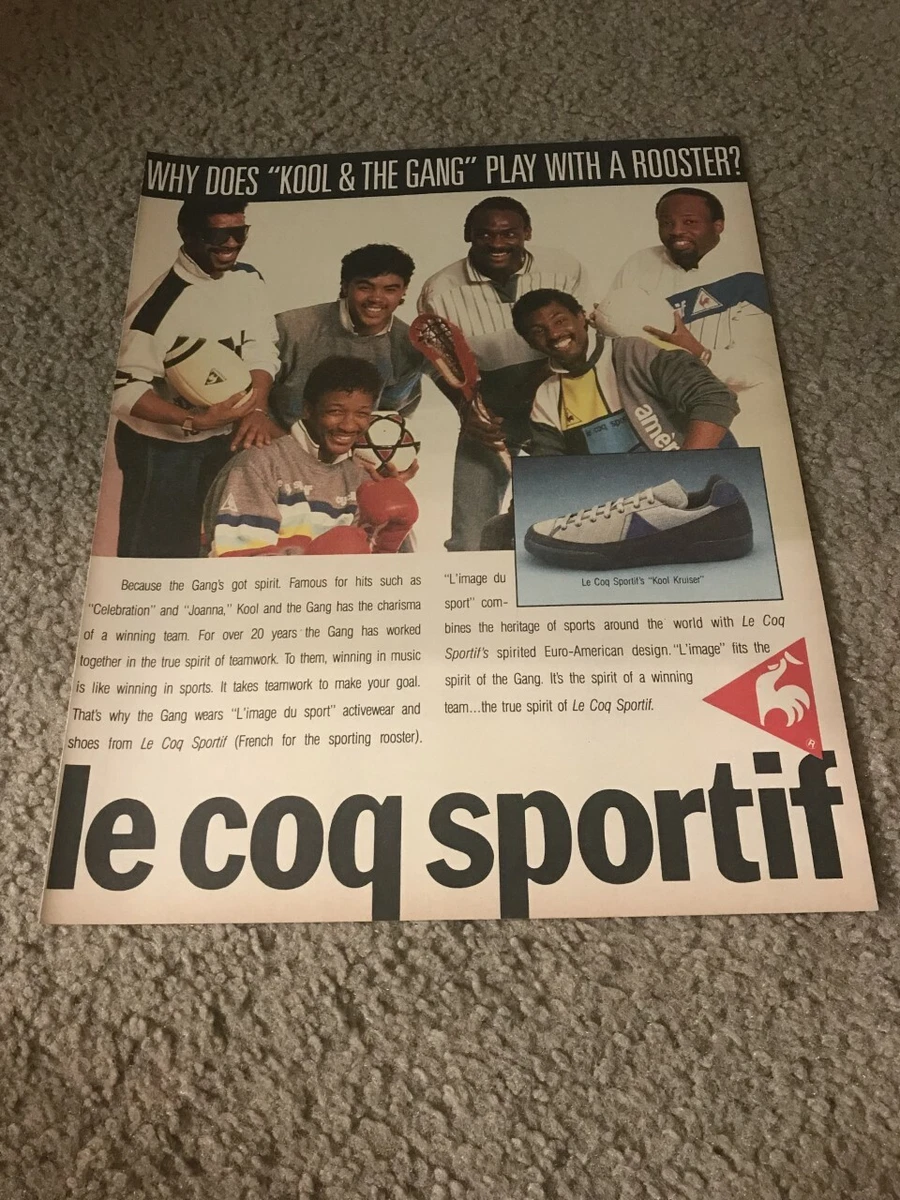 WHY DOES "KOOL & THE GANG" PLAY WITH A ROOSTER?
le coq spo
amér
if
Le Coq Sportif's "Kool Kruiser"
Because the Gang's got spirit. Famous for hits such as
"Celebration" and "Joanna," Kool and the Gang has the charisma
of a winning team. For over 20 years the Gang has worked
together in the true spirit of teamwork. To them, winning in music
is like winning in sports. It takes teamwork to make your goal.
That's why the Gang wears "L'image du sport" activewear and
shoes from Le Coq Sportif (French for the sporting rooster).
"L'image du
sport" com-
bines the heritage of sports around the world with Le Coq
Sportif's spirited Euro-American design. "L'image" fits the
spirit of the Gang. It's the spirit of a winning
team...the true spirit of Le Coq Sportif.
®
le coq sportif